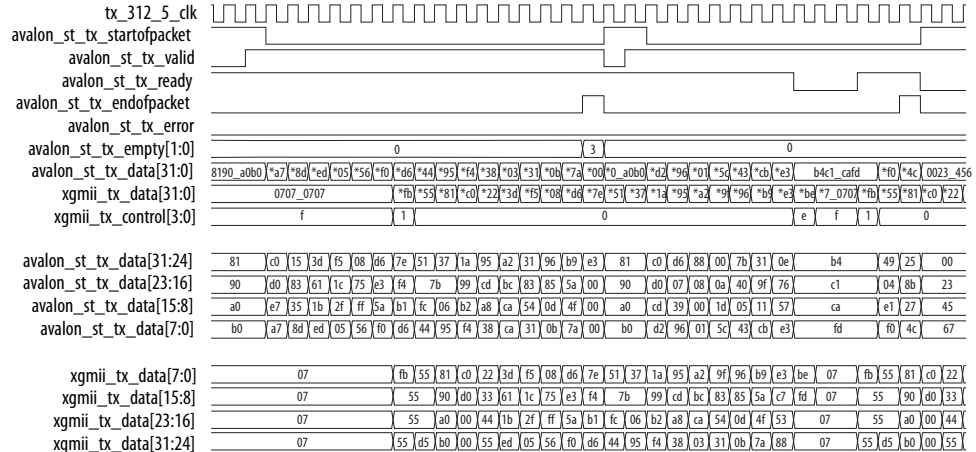 tx_312_5_clk
avalon_st_tx_startofpacket
avalon_st_tx_valid
avalon_st_tx_ready
avalon_st_tx_endofpacket
avalon_st_tx_error
avalon_st_tx_empty[1:0] 0 3 0
avalon_st_tx_data[31:0] 8190_a0b0 *a7 *8d *ed *05 *56 *f0 *d6 *44 *95 *f4 *38 *03 *31 *0b *7a *00 *0_a0b0 *d2 *96 *01 *5c *43 *cb *e3 b4c1_cafd *f0 *4c 0023_456
xgmii_tx_data[31:0] 0707_0707 *fb *55 *81 *c0 *22 *3d *f5 *08 *d6 *7e *51 *37 *1a *95 *a2 *9f *96 *b9 *e3 *be *7_0707 *fb *55 *81 *c0 *22
xgmii_tx_control[3:0] f 1 0 e f 1 0
avalon_st_tx_data[31:24] 81 c0 15 3d f5 08 d6 7e 51 37 1a 95 a2 31 96 b9 e3 81 c0 d6 88 00 7b 31 0e b4 49 25 00
avalon_st_tx_data[23:16] 90 d0 83 61 1c 75 e3 f4 7b 99 cd bc 83 85 5a 00 90 d0 07 08 0a 40 9f 76 c1 04 8b 23
avalon_st_tx_data[15:8] a0 e7 35 1b 2f ff 5a b1 fc 06 b2 a8 ca 54 0d 4f 00 a0 cd 39 00 1d 05 11 57 ca e1 27 45
avalon_st_tx_data[7:0] b0 a7 8d ed 05 56 f0 d6 44 95 f4 38 ca 31 0b 7a 00 b0 d2 96 01 5c 43 cb e3 fd f0 4c 67
xgmii_tx_data[7:0] 07 fb 55 81 c0 22 3d f5 08 d6 7e 51 37 1a 95 a2 9f 96 b9 e3 be 07 fb 55 81 c0 22
xgmii_tx_data[15:8] 07 55 90 d0 33 61 1c 75 e3 f4 7b 99 cd bc 83 85 5a c7 fd 07 55 90 d0 33
xgmii_tx_data[23:16] 07 55 a0 00 44 1b 2f ff 5a b1 fc 06 b2 a8 ca 54 0d 4f 53 07 55 a0 00 44
xgmii_tx_data[31:24] 07 55 d5 b0 00 55 ed 05 56 f0 d6 44 95 f4 38 03 31 0b 7a 88 07 55 d5 b0 00 55